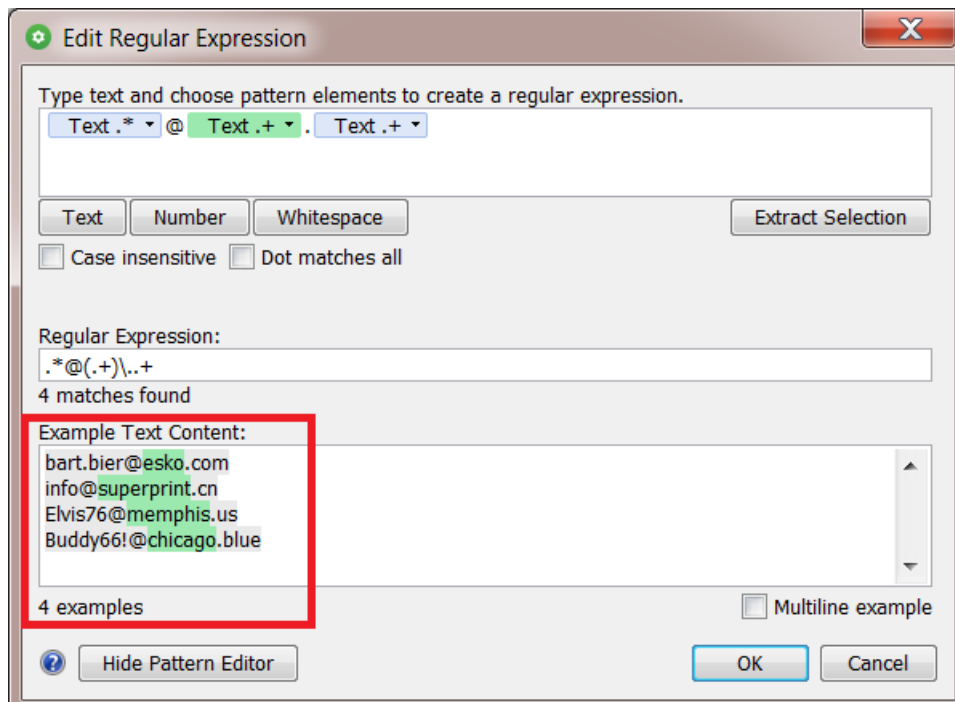 Edit Regular Expression
X
Type text and choose pattern elements to create a regular expression.
Text .* @ Text .+ . Text .+
Text Number Whitespace Extract Selection
Case insensitive Dot matches all
Regular Expression:
.*@(.+)\..+
4 matches found
Example Text Content:
bart.bier@esko.com
info@superprint.cn
Elvis76@memphis.us
Buddy66!@chicago.blue
4 examples Multiline example
? Hide Pattern Editor OK Cancel